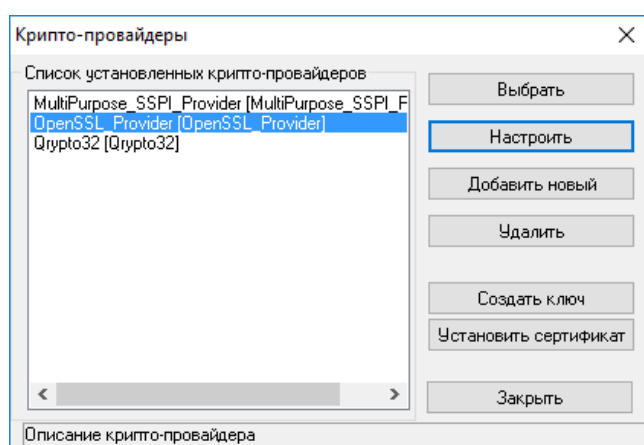 Крипто-провайдеры
Список установленных крипто-провайдеров
MultiPurpose_SSPI_Provider [MultiPurpose_SSPI_F
OpenSSL_Provider [OpenSSL_Provider]
Qrypto32 [Qrypto32]
Выбрать
Настроить
Добавить новый
Удалить
Создать ключ
Установить сертификат
Закрыть
Описание крипто-провайдера